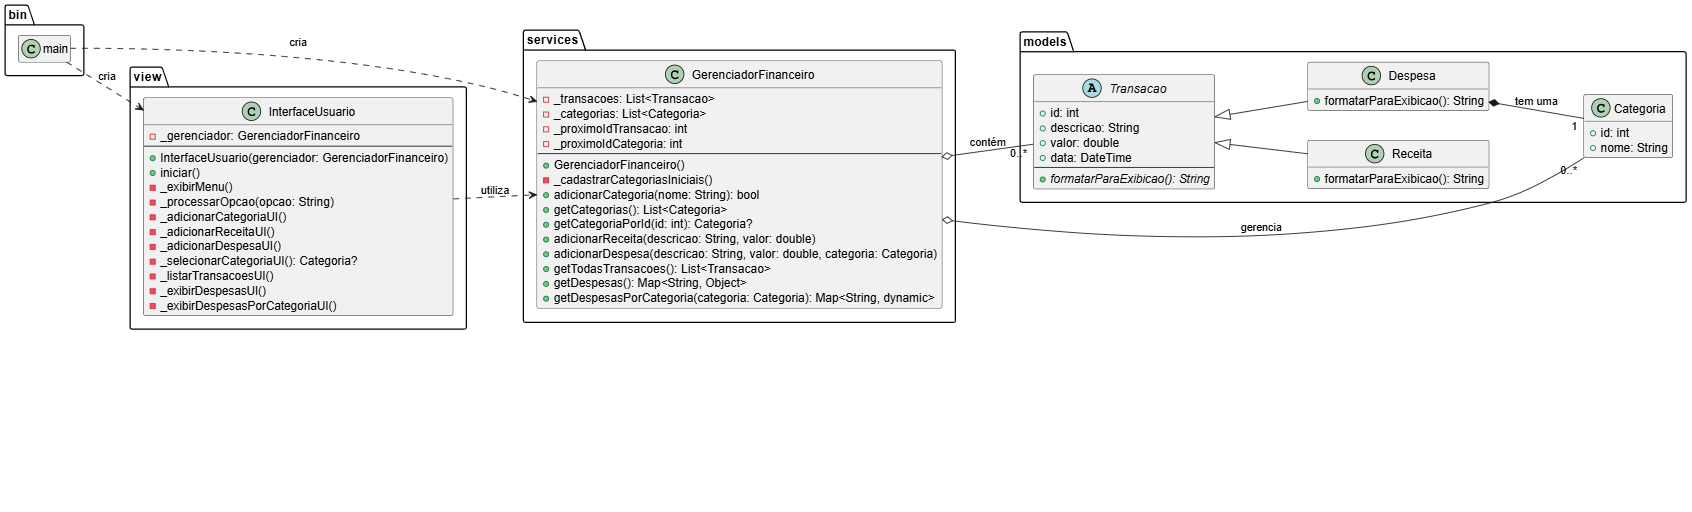 bin
C main
cria
cria
view
C InterfaceUsuario
_gerenciador: GerenciadorFinanceiro
InterfaceUsuario(gerenciador: GerenciadorFinanceiro)
iniciar()
_exibirMenu()
_processarOpcao(opcao: String)
_adicionarCategoriaUI()
_adicionarReceitaUI()
_adicionarDespesaUI()
_selecionarCategoriaUI(): Categoria?
_listarTransacoesUI()
_exibirDespesasUI()
_exibirDespesasPorCategoriaUI()
utiliza
services
C GerenciadorFinanceiro
_transacoes: List<Transacao>
_categorias: List<Categoria>
_proximoIdTransacao: int
_proximoIdCategoria: int
GerenciadorFinanceiro()
_cadastrarCategoriasIniciais()
adicionarCategoria(nome: String): bool
getCategorias(): List<Categoria>
getCategoriaPorId(id: int): Categoria?
adicionarReceita(descricao: String, valor: double)
adicionarDespesa(descricao: String, valor: double, categoria: Categoria)
getTodasTransacoes(): List<Transacao>
getDespesas(): Map<String, Object>
getDespesasPorCategoria(categoria: Categoria): Map<String, dynamic>
contém
0..*
gerencia
0..*
models
A Transacao
id: int
descricao: String
valor: double
data: DateTime
formatarParaExibicao(): String
C Despesa
formatarParaExibicao(): String
C Receita
formatarParaExibicao(): String
tem uma
1
C Categoria
id: int
nome: String